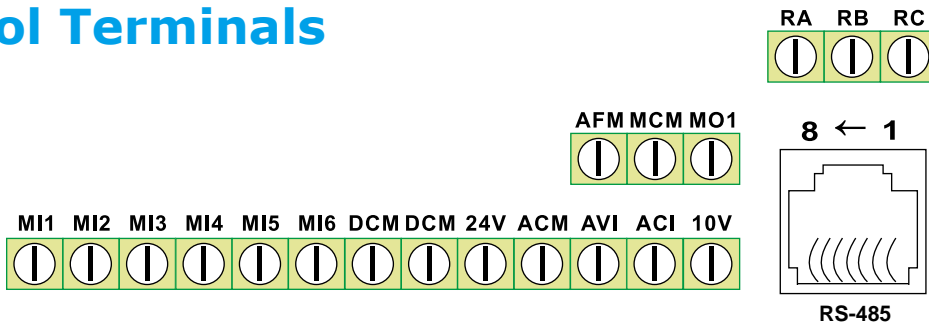 ol Terminals
RA RB RC
AFM MCM MO1
8 ← 1
MI1 MI2 MI3 MI4 MI5 MI6 DCM DCM 24V ACM AVI ACI 10V
RS-485